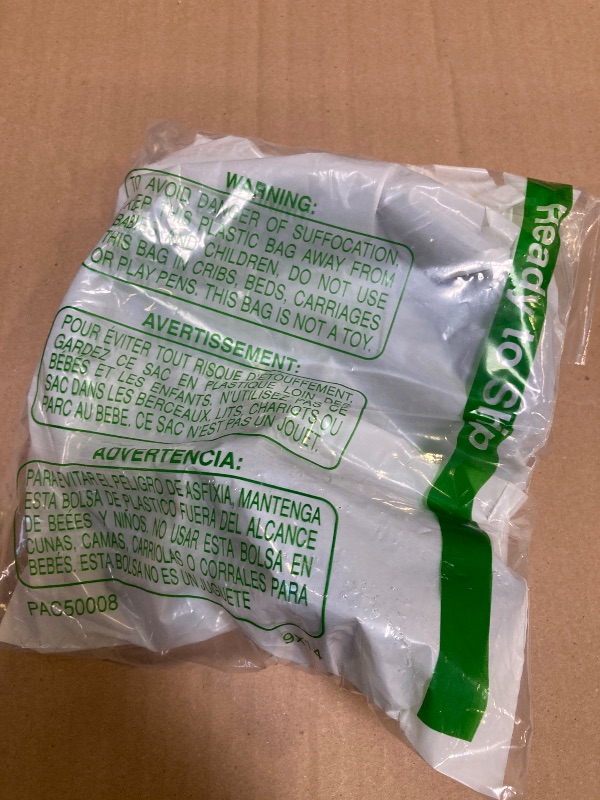 WARNING:
TO AVOID DANGER OF SUFFOCATION
KEEP THIS PLASTIC BAG AWAY FROM
BABIES AND CHILDREN. DO NOT USE
THIS BAG IN CRIBS, BEDS, CARRIAGES
OR PLAY PENS. THIS BAG IS NOT A TOY.
AVERTISSEMENT:
POUR ÉVITER TOUT RISQUE D'ÉTOUFFEMENT,
GARDEZ CE SAC EN PLASTIQUE LOIN DES
BÉBÉS ET LES ENFANTS. N'UTILISEZ PAS CE
SAC DANS LES BERCEAUX, LITS, CHARIOTS OU
PARC AU BEBE. CE SAC N'EST PAS UN JOUET.
ADVERTENCIA:
PARA EVITAR EL PELIGRO DE ASFIXIA, MANTENGA
ESTA BOLSA DE PLASTICO FUERA DEL ALCANCE
DE BEBES Y NINOS. NO USAR ESTA BOLSA EN
CUNAS, CAMAS, CARRIOLAS O CORRALES PARA
BEBES. ESTA BOLSA NO ES UN JUGUETE
PAC50008
Ready to Ship